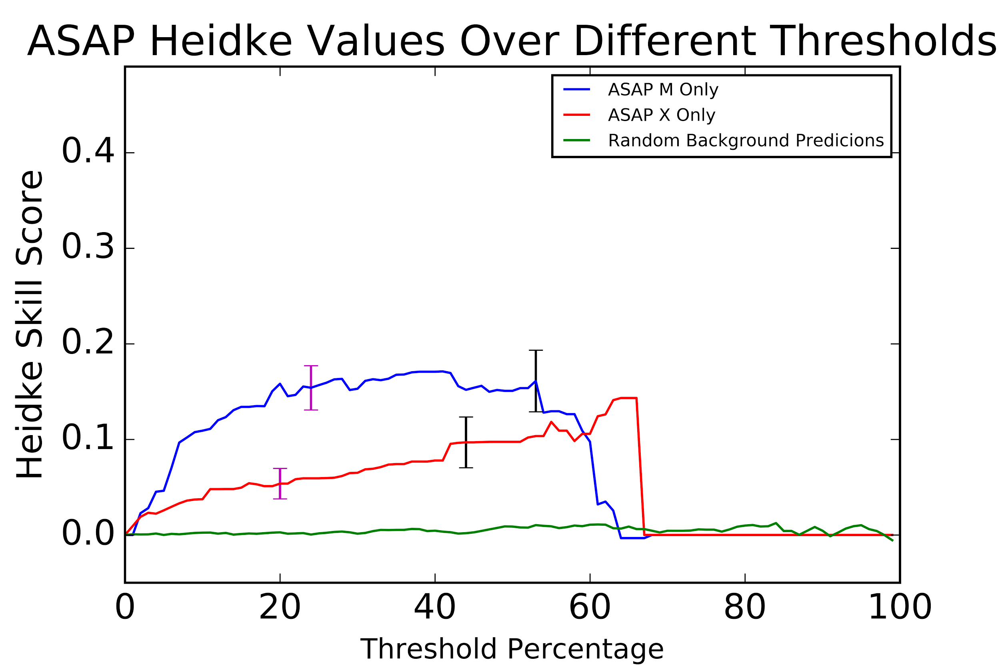 ASAP Heidke Values Over Different Thresholds
ASAP M Only
ASAP X Only
Random Background Predicions
Heidke Skill Score
0.4
0.3
0.2
0.1
0.0
0 20 40 60 80 100
Threshold Percentage